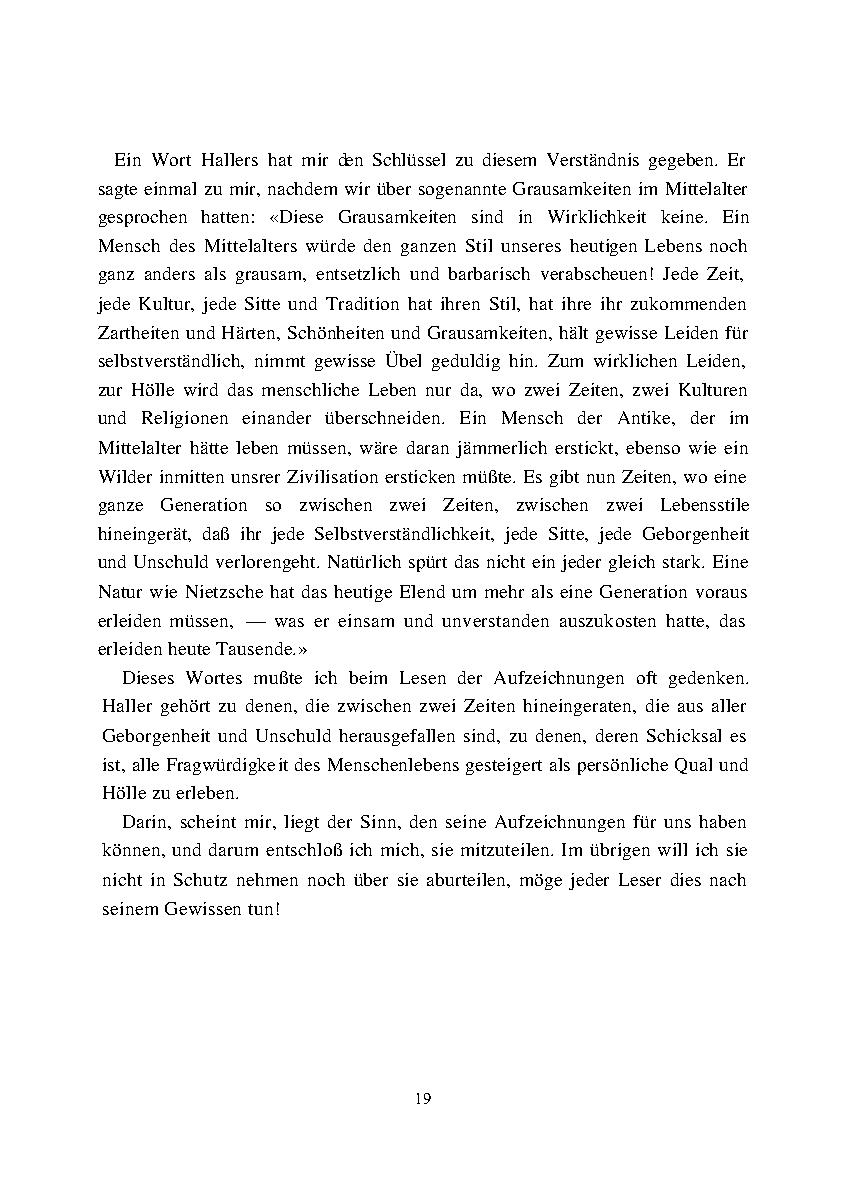 Ein Wort Hallers hat mir den Schlüssel zu diesem Verständnis gegeben. Er
sagte einmal zu mir, nachdem wir über sogenannte Grausamkeiten im Mittelalter
gesprochen hatten: «Diese Grausamkeiten sind in Wirklichkeit keine. Ein
Mensch des Mittelalters würde den ganzen Stil unseres heutigen Lebens noch
ganz anders als grausam, entsetzlich und barbarisch verabscheuen! Jede Zeit,
jede Kultur, jede Sitte und Tradition hat ihren Stil, hat ihre ihr zukommenden
Zartheiten und Härten, Schönheiten und Grausamkeiten, hält gewisse Leiden für
selbstverständlich, nimmt gewisse Übel geduldig hin. Zum wirklichen Leiden,
zur Hölle wird das menschliche Leben nur da, wo zwei Zeiten, zwei Kulturen
und Religionen einander überschneiden. Ein Mensch der Antike, der im
Mittelalter hätte leben müssen, wäre daran jämmerlich erstickt, ebenso wie ein
Wilder inmitten unsrer Zivilisation ersticken müßte. Es gibt nun Zeiten, wo eine
ganze Generation so zwischen zwei Zeiten, zwischen zwei Lebensstile
hineingerät, daß ihr jede Selbstverständlichkeit, jede Sitte, jede Geborgenheit
und Unschuld verlorengeht. Natürlich spürt das nicht ein jeder gleich stark. Eine
Natur wie Nietzsche hat das heutige Elend um mehr als eine Generation voraus
erleiden müssen, — was er einsam und unverstanden auszukosten hatte, das
erleiden heute Tausende.»
Dieses Wortes mußte ich beim Lesen der Aufzeichnungen oft gedenken.
Haller gehört zu denen, die zwischen zwei Zeiten hineingeraten, die aus aller
Geborgenheit und Unschuld herausgefallen sind, zu denen, deren Schicksal es
ist, alle Fragwürdigkeit des Menschenlebens gesteigert als persönliche Qual und
Hölle zu erleben.
Darin, scheint mir, liegt der Sinn, den seine Aufzeichnungen für uns haben
können, und darum entschloß ich mich, sie mitzuteilen. Im übrigen will ich sie
nicht in Schutz nehmen noch über sie aburteilen, möge jeder Leser dies nach
seinem Gewissen tun!
19